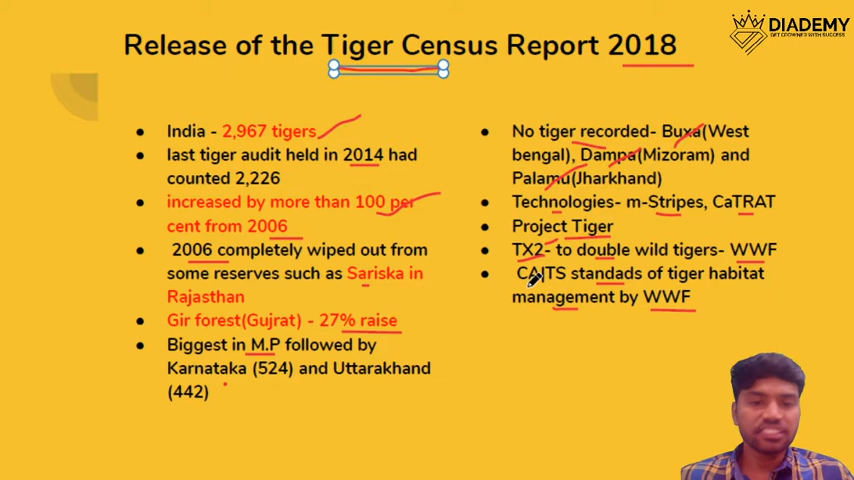 Release of the Tiger Census Report 2018
DIADEMY
GET CROWNED WITH SUCCESS
● India - 2,967 tigers
● last tiger audit held in 2014 had
counted 2,226
● increased by more than 100 per
cent from 2006
● 2006 completely wiped out from
some reserves such as Sariska in
Rajasthan
● Gir forest(Gujrat) - 27% raise
● Biggest in M.P followed by
Karnataka (524) and Uttarakhand
(442)
● No tiger recorded- Buxa(West
bengal), Dampa(Mizoram) and
Palamu(Jharkhand)
● Technologies- m-Stripes, CaTRAT
● Project Tiger
● TX2- to double wild tigers- WWF
● standads of tiger habitat
management by WWF